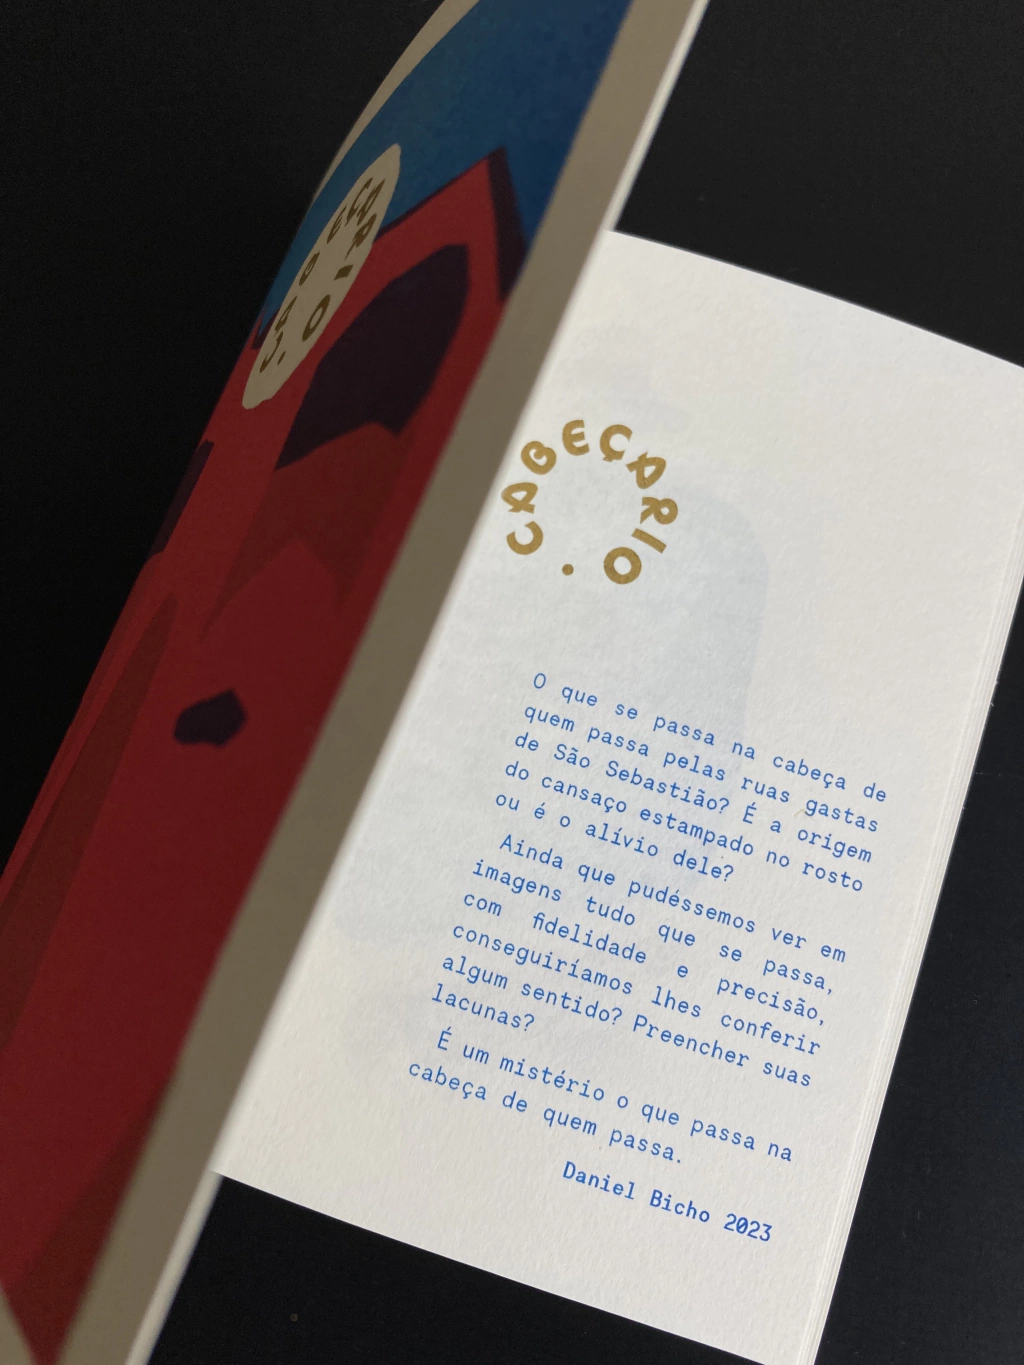 CABEÇARIO.
CABEÇARIO.
O que se passa na cabeça de
quem passa pelas ruas gastas
de São Sebastião? É a origem
do cansaço estampado no rosto
ou é o alívio dele?
Ainda que pudéssemos ver em
imagens tudo que se passa,
com fidelidade e precisão,
conseguiríamos lhes conferir
algum sentido? Preencher suas
lacunas?
É um mistério o que passa na
cabeça de quem passa.
Daniel Bicho 2023